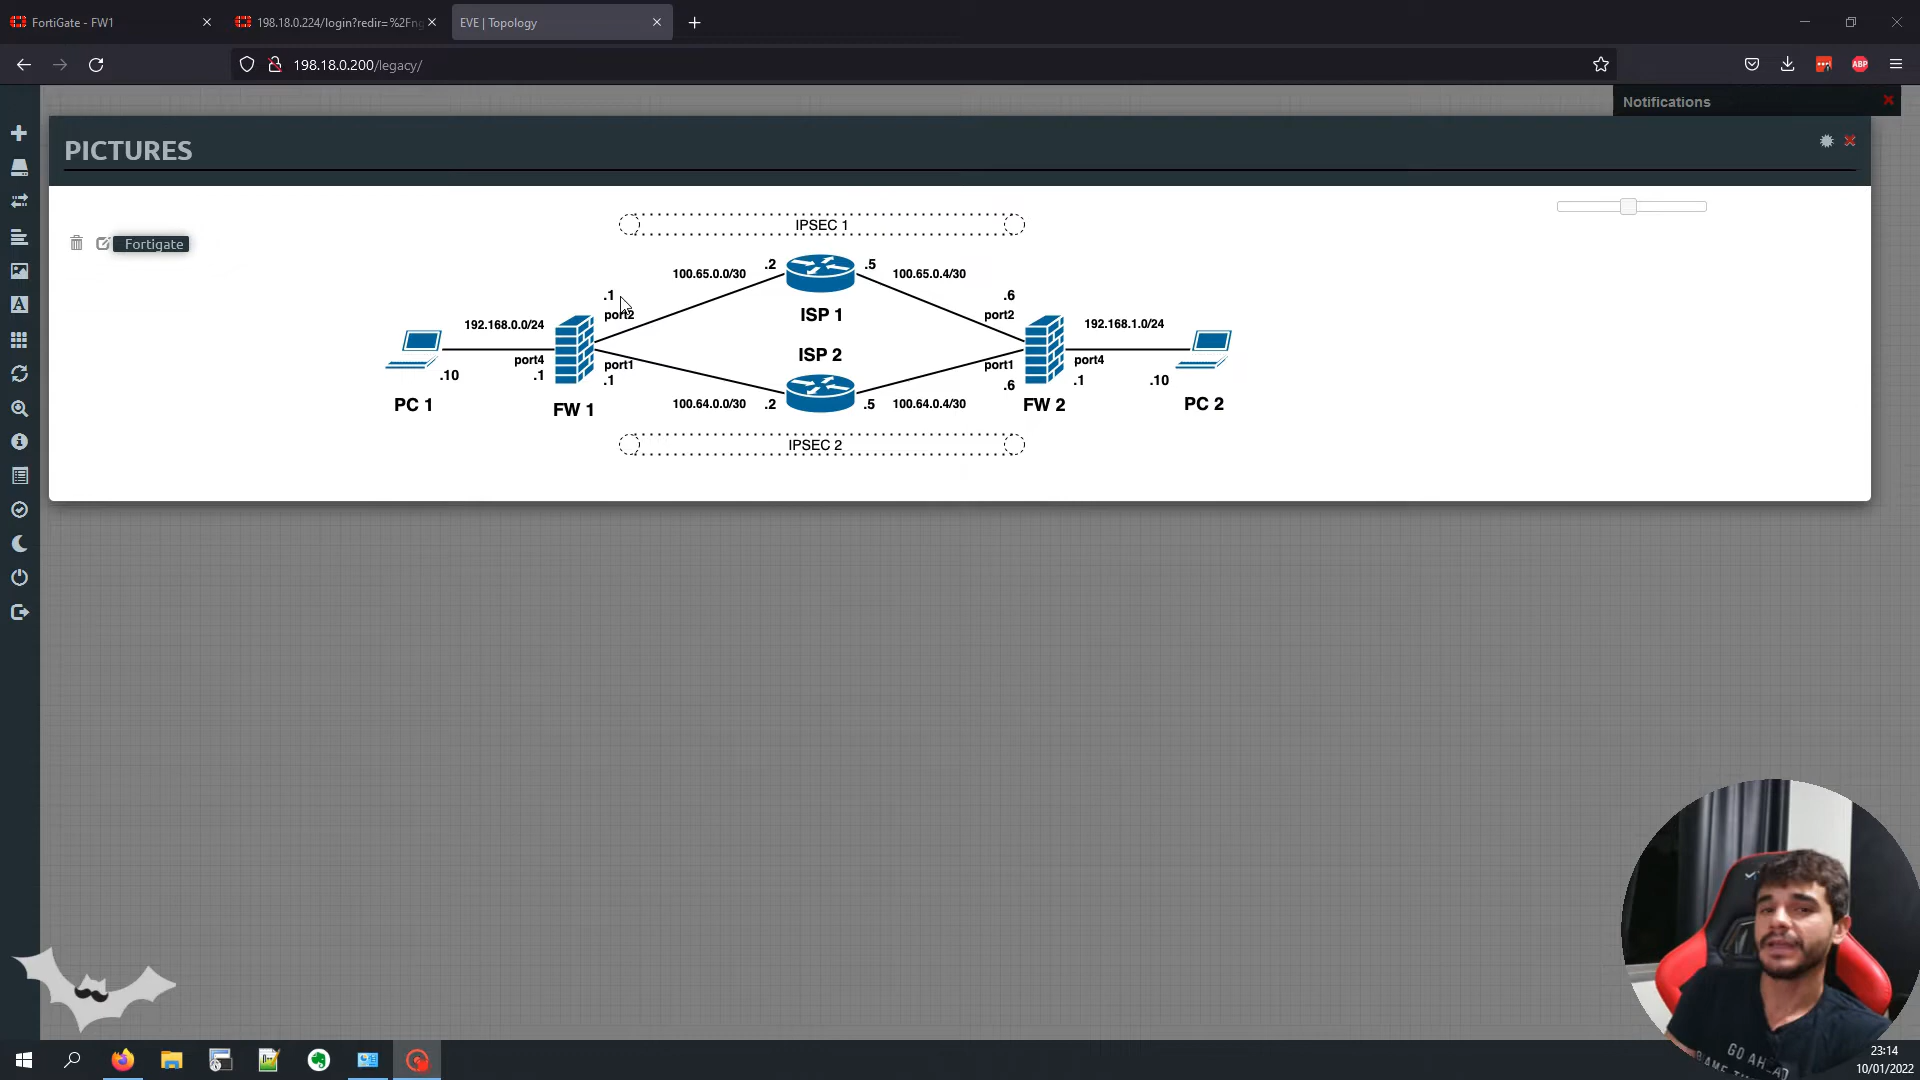 FortiGate - FW1
198.18.0.224/login?redir=%2Fng
EVE | Topology
198.18.0.200/legacy/
ABP
Notifications
PICTURES
Fortigate
IPSEC 1
100.65.0.0/30
.2
.5
100.65.0.4/30
.1
port2
ISP 1
.6
port2
192.168.0.0/24
192.168.1.0/24
ISP 2
port4
.1
port1
.1
port1
.6
port4
.1
.10
.10
100.64.0.0/30
.2
.5
100.64.0.4/30
PC 1
FW 1
FW 2
PC 2
IPSEC 2
GO AHEAD
23:14
10/01/2022